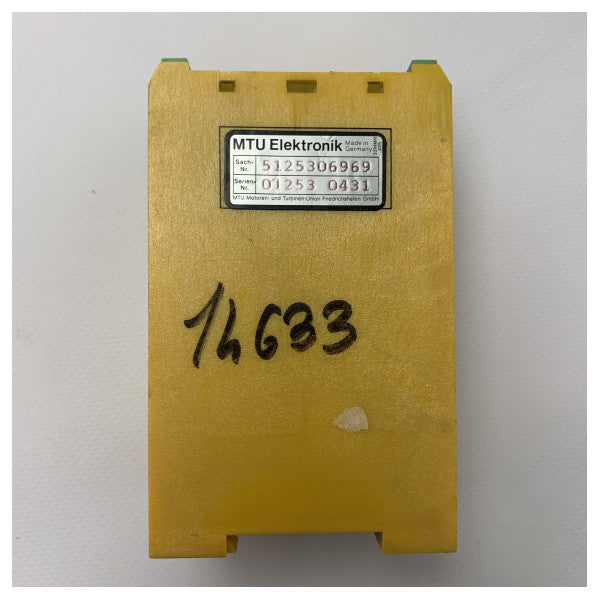 MTU Elektronik Made in Germany
Sach-Nr. 5125306969
Serien-Nr. 01253 0431
MTU Motoren- und Turbinen-Union Friedrichshafen GmbH
14633